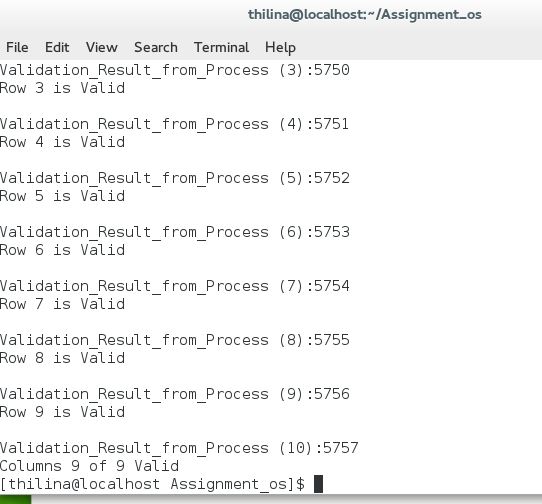 thilina@localhost:~/Assignment_os
File Edit View Search Terminal Help
Validation_Result_from_Process (3):5750
Row 3 is Valid
Validation_Result_from_Process (4):5751
Row 4 is Valid
Validation_Result_from_Process (5):5752
Row 5 is Valid
Validation_Result_from_Process (6):5753
Row 6 is Valid
Validation_Result_from_Process (7):5754
Row 7 is Valid
Validation_Result_from_Process (8):5755
Row 8 is Valid
Validation_Result_from_Process (9):5756
Row 9 is Valid
Validation_Result_from_Process (10):5757
Columns 9 of 9 Valid
[thilina@localhost Assignment_os]$